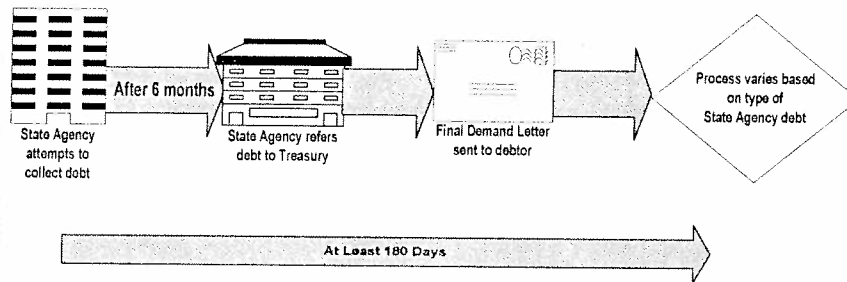 After 6 months
State Agency
attempts to
collect debt
State Agency refers
debt to Treasury
Final Demand Letter
sent to debtor
Process varies based
on type of
State Agency debt
At Least 180 Days